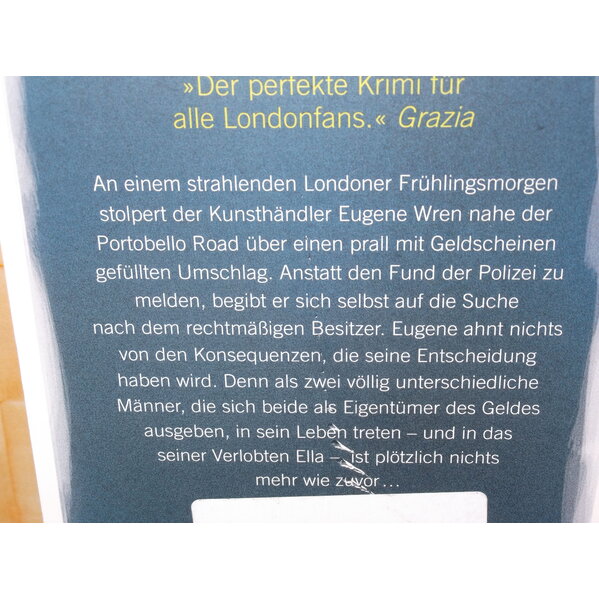 »Der perfekte Krimi für
alle Londonfans.« Grazia
An einem strahlenden Londoner Frühlingsmorgen
stolpert der Kunsthändler Eugene Wren nahe der
Portobello Road über einen prall mit Geldscheinen
gefüllten Umschlag. Anstatt den Fund der Polizei zu
melden, begibt er sich selbst auf die Suche
nach dem rechtmäßigen Besitzer. Eugene ahnt nichts
von den Konsequenzen, die seine Entscheidung
haben wird. Denn als zwei völlig unterschiedliche
Männer, die sich beide als Eigentümer des Geldes
ausgeben, in sein Leben treten – und in das
seiner Verlobten Ella –, ist plötzlich nichts
mehr wie zuvor …